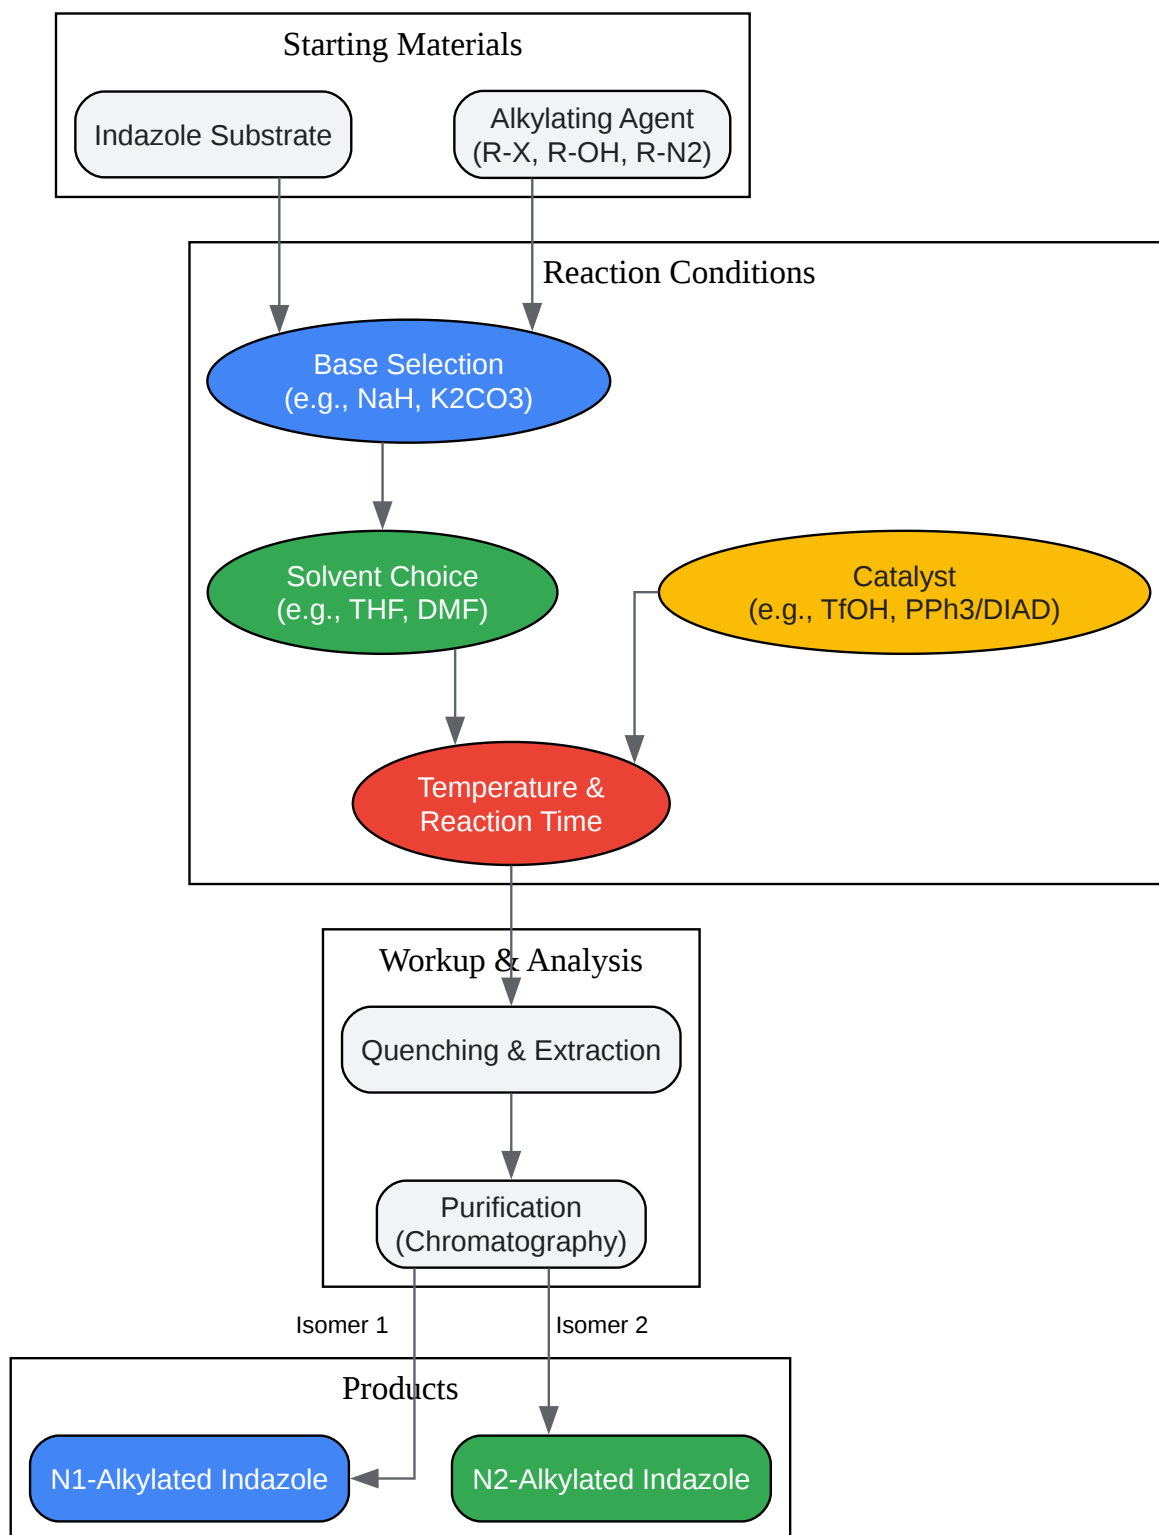 Starting Materials
Indazole Substrate
Alkylating Agent
(R-X, R-OH, R-N2)
Reaction Conditions
Base Selection
(e.g., NaH, K2CO3)
Solvent Choice
(e.g., THF, DMF)
Catalyst
(e.g., TfOH, PPh3/DIAD)
Temperature &
Reaction Time
Workup & Analysis
Quenching & Extraction
Purification
(Chromatography)
Isomer 1
Isomer 2
Products
N1-Alkylated Indazole
N2-Alkylated Indazole